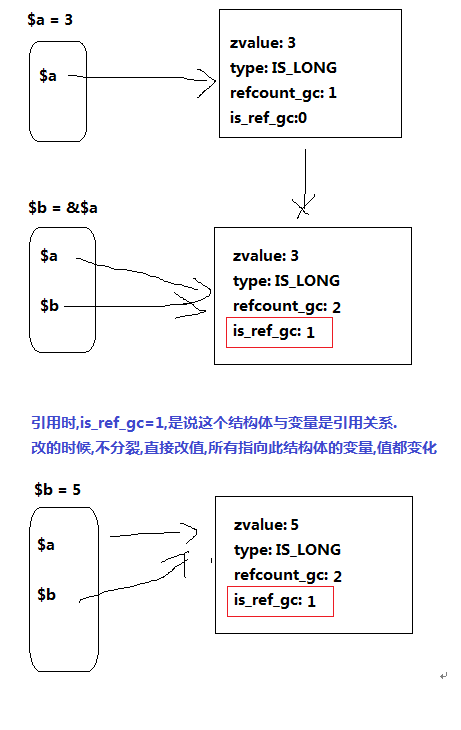 $a = 3
$a
zvalue: 3
type: IS_LONG
refcount_gc: 1
is_ref_gc:0
$b = &$a
$a
$b
zvalue: 3
type: IS_LONG
refcount_gc: 2
is_ref_gc: 1
引用时,is_ref_gc=1,是说这个结构体与变量是引用关系.
改的时候,不分裂,直接改值,所有指向此结构体的变量,值都变化
$b = 5
$a
$b
zvalue: 5
type: IS_LONG
refcount_gc: 2
is_ref_gc: 1